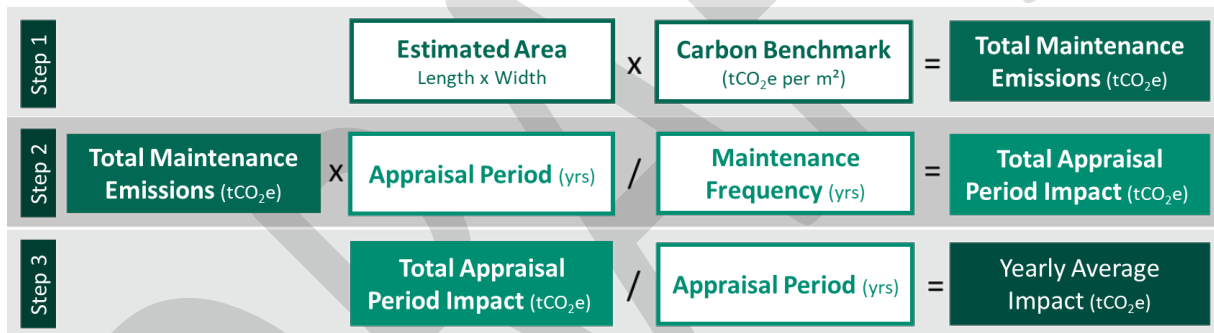 Step 1
Estimated Area
Length x Width
x
Carbon Benchmark
(tCO₂e per m²)
=
Total Maintenance
Emissions (tCO₂e)
Step 2
Total Maintenance
Emissions (tCO₂e)
x
Appraisal Period (yrs)
/
Maintenance
Frequency (yrs)
=
Total Appraisal
Period Impact (tCO₂e)
Step 3
Total Appraisal
Period Impact (tCO₂e)
/
Appraisal Period (yrs)
=
Yearly Average
Impact (tCO₂e)